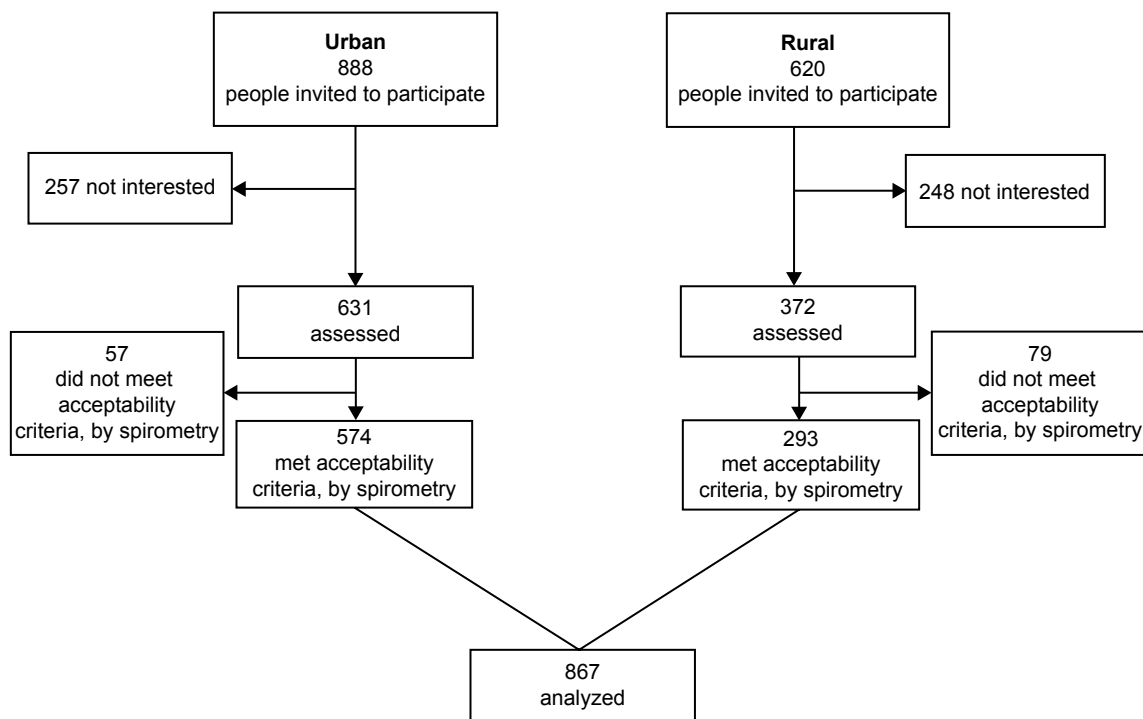 Urban
888
people invited to participate
Rural
620
people invited to participate
257 not interested
248 not interested
631
assessed
372
assessed
57
did not meet
acceptability
criteria, by spirometry
79
did not meet
acceptability
criteria, by spirometry
574
met acceptability
criteria, by spirometry
293
met acceptability
criteria, by spirometry
867
analyzed